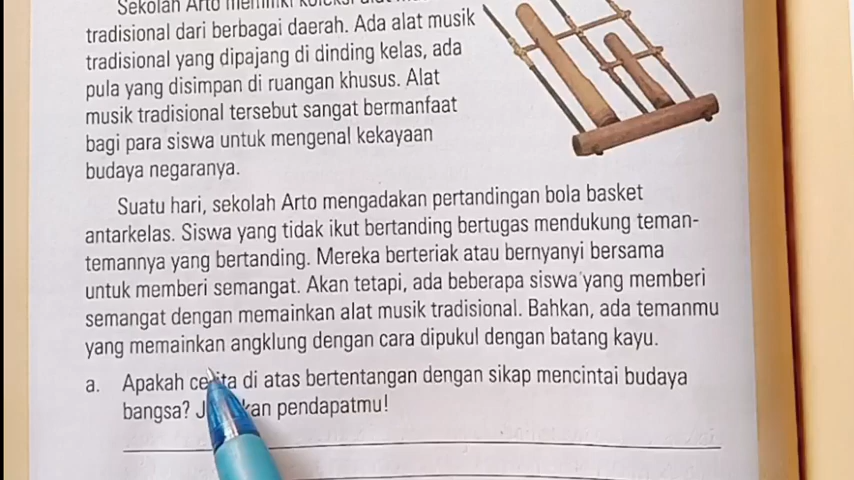 Sekolah Arto memiliki koleksi alat
tradisional dari berbagai daerah. Ada alat musik
tradisional yang dipajang di dinding kelas, ada
pula yang disimpan di ruangan khusus. Alat
musik tradisional tersebut sangat bermanfaat
bagi para siswa untuk mengenal kekayaan
budaya negaranya.
Suatu hari, sekolah Arto mengadakan pertandingan bola basket
antarkelas. Siswa yang tidak ikut bertanding bertugas mendukung teman-
temannya yang bertanding. Mereka berteriak atau bernyanyi bersama
untuk memberi semangat. Akan tetapi, ada beberapa siswa yang memberi
semangat dengan memainkan alat musik tradisional. Bahkan, ada temanmu
yang memainkan angklung dengan cara dipukul dengan batang kayu.
a. Apakah cerita di atas bertentangan dengan sikap mencintai budaya
bangsa? pendapatmu!